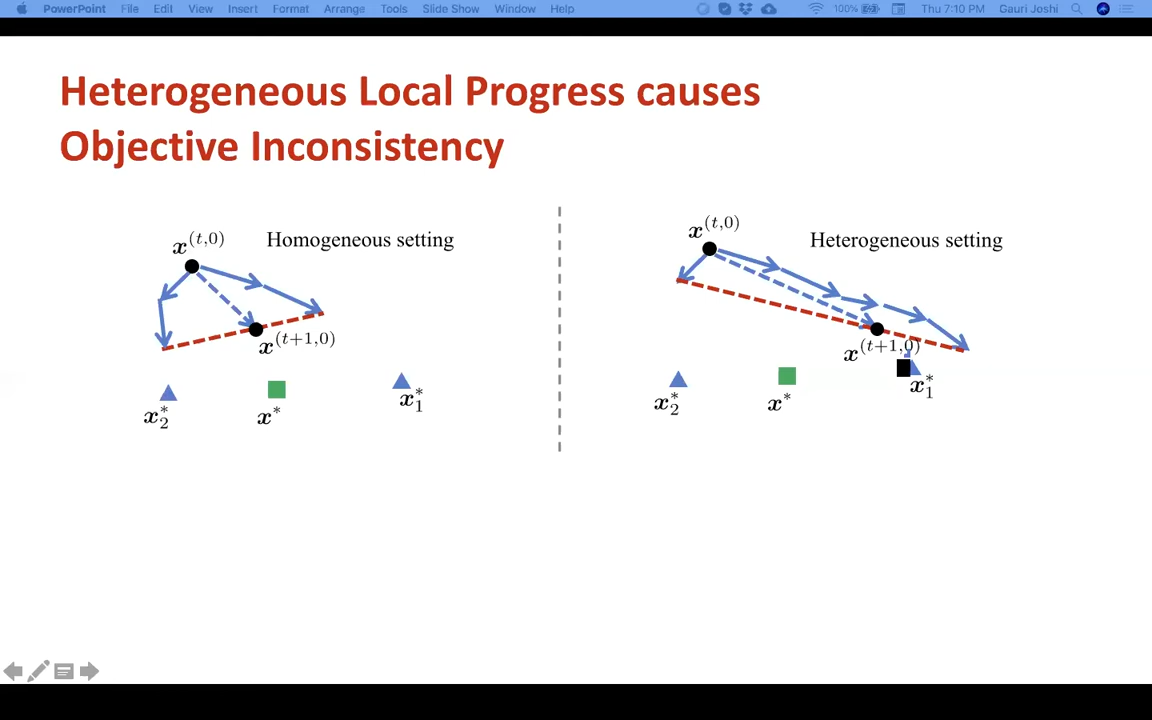 PowerPoint File Edit View Insert Format Arrange Tools Slide Show Window Help 100% Thu 7:10 PM Gauri Joshi
Heterogeneous Local Progress causes
Objective Inconsistency
x^(t,0) Homogeneous setting
x^(t+1,0)
x_2^* x^* x_1^*
x^(t,0) Heterogeneous setting
x^(t+1,0)
x_2^* x^* x_1^*